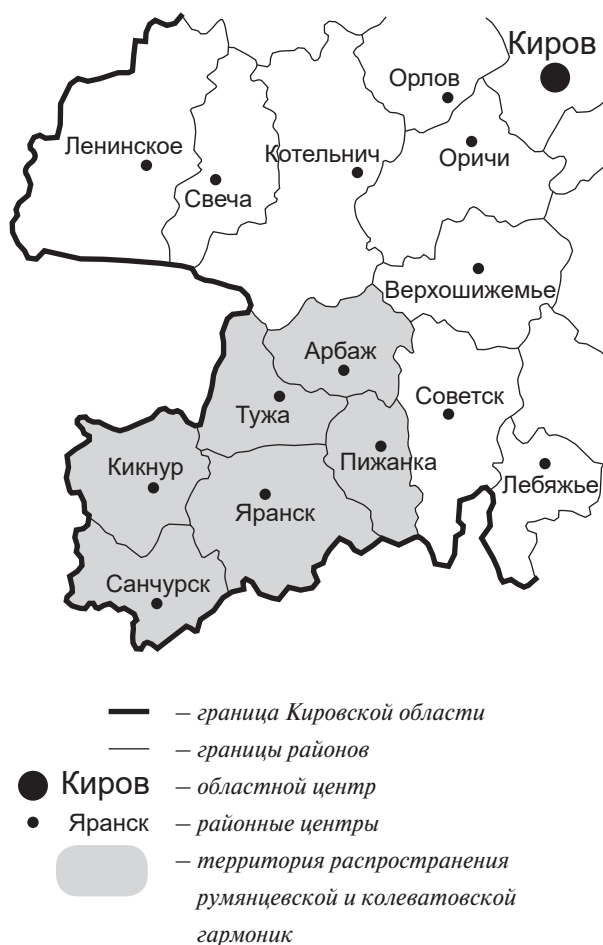 Киров
Орлов
Ленинское
Котельнич
Оричи
Свеча
Верхошижемье
Арбаж
Советск
Тужа
Пижанка
Кикнур
Лебяжье
Яранск
Санчурск
– граница Кировской области
– границы районов
Киров – областной центр
Яранск – районные центры
– территория распространения
румянцевской и колеватовской
гармоник